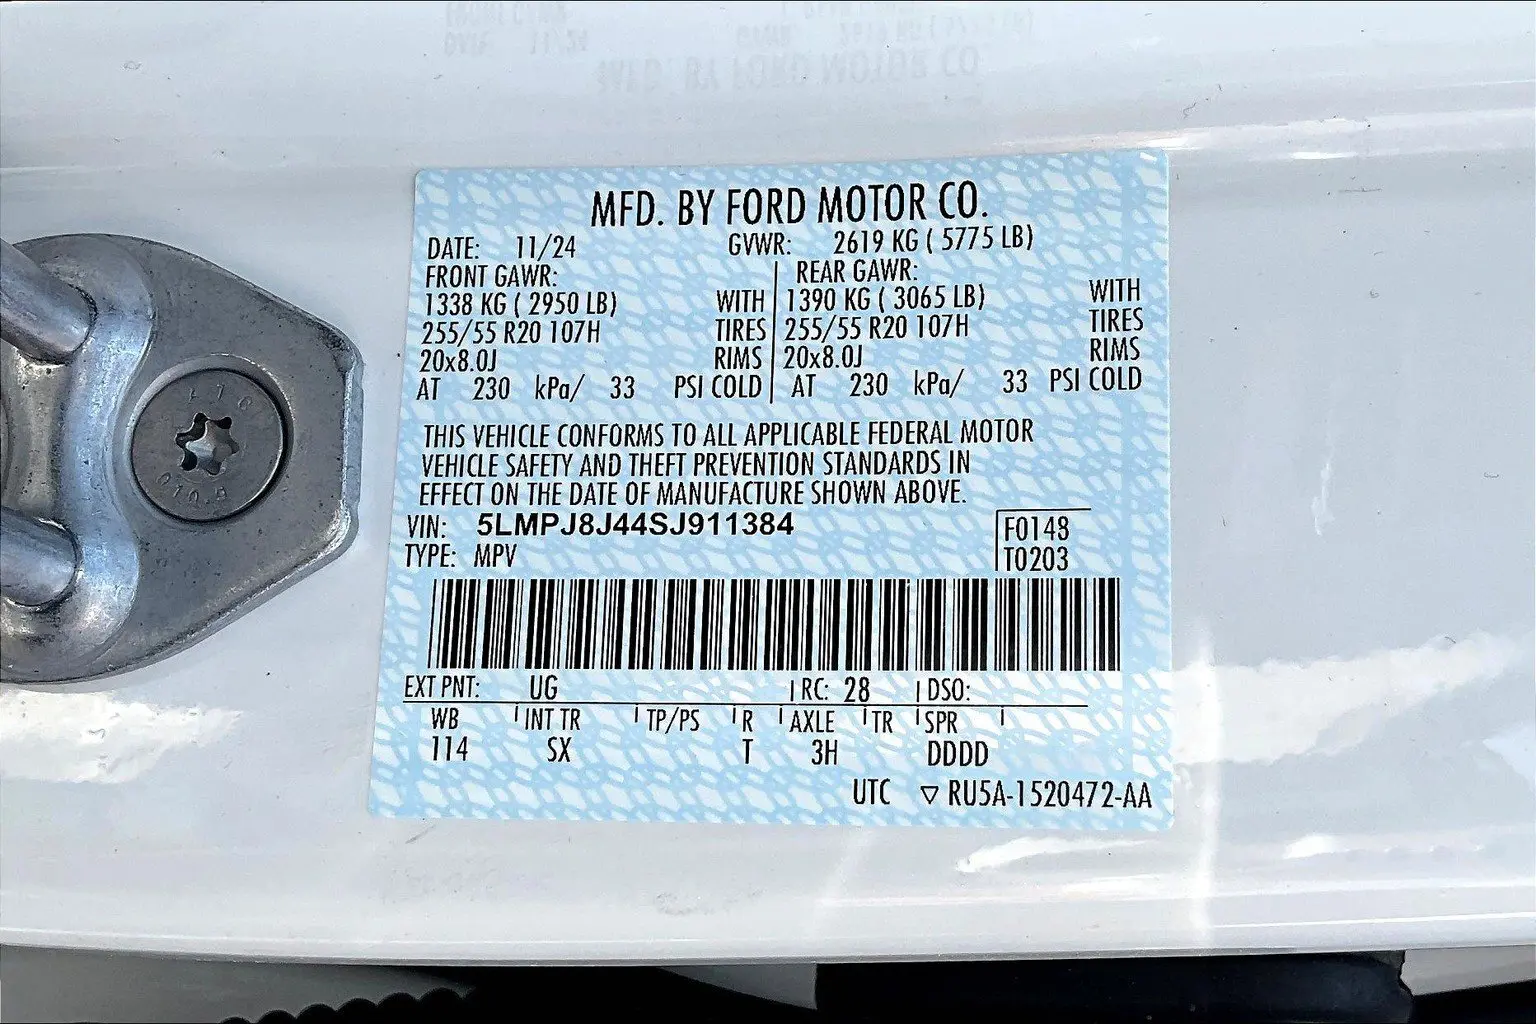 MFD. BY FORD MOTOR CO.
DATE: 11/24 GVWR: 2619 KG ( 5775 LB)
FRONT GAWR: REAR GAWR:
1338 KG ( 2950 LB) WITH 1390 KG ( 3065 LB) WITH
255/55 R20 107H TIRES 255/55 R20 107H TIRES
20x8.0J RIMS 20x8.0J RIMS
AT 230 kPa/ 33 PSI COLD AT 230 kPa/ 33 PSI COLD
THIS VEHICLE CONFORMS TO ALL APPLICABLE FEDERAL MOTOR
VEHICLE SAFETY AND THEFT PREVENTION STANDARDS IN
EFFECT ON THE DATE OF MANUFACTURE SHOWN ABOVE.
VIN: 5LMPJ8J44SJ911384 F0148
TYPE: MPV T0203
EXT PNT: UG RC: 28 DSO:
WB INT TR TP/PS R AXLE TR SPR
114 SX T 3H DDDD
UTC ▽ RU5A-1520472-AA